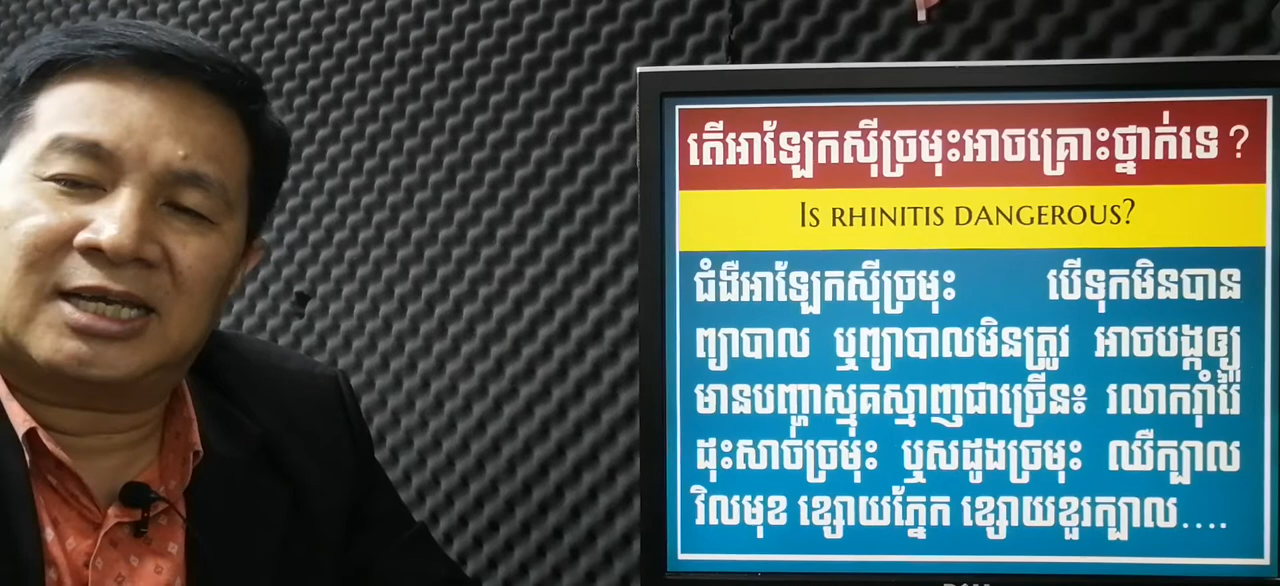 តើអាឡែកស៊ីច្រមុះអាចគ្រោះថ្នាក់ទេ ?
Is rhinitis dangerous?
ជំងឺអាឡែកស៊ីច្រមុះ បើទុកមិនបាន
ព្យាបាល ឬព្យាបាលមិនត្រូវ អាចបង្កឲ្យ
មានបញ្ហាស្មុគស្មាញជាច្រើន៖ រលាករ៉ាំរ៉ៃ
ដុះសាច់ច្រមុះ ឬសដូងច្រមុះ ឈឺក្បាល
វិលមុខ ខ្សោយភ្នែក ខ្សោយខួរក្បាល....